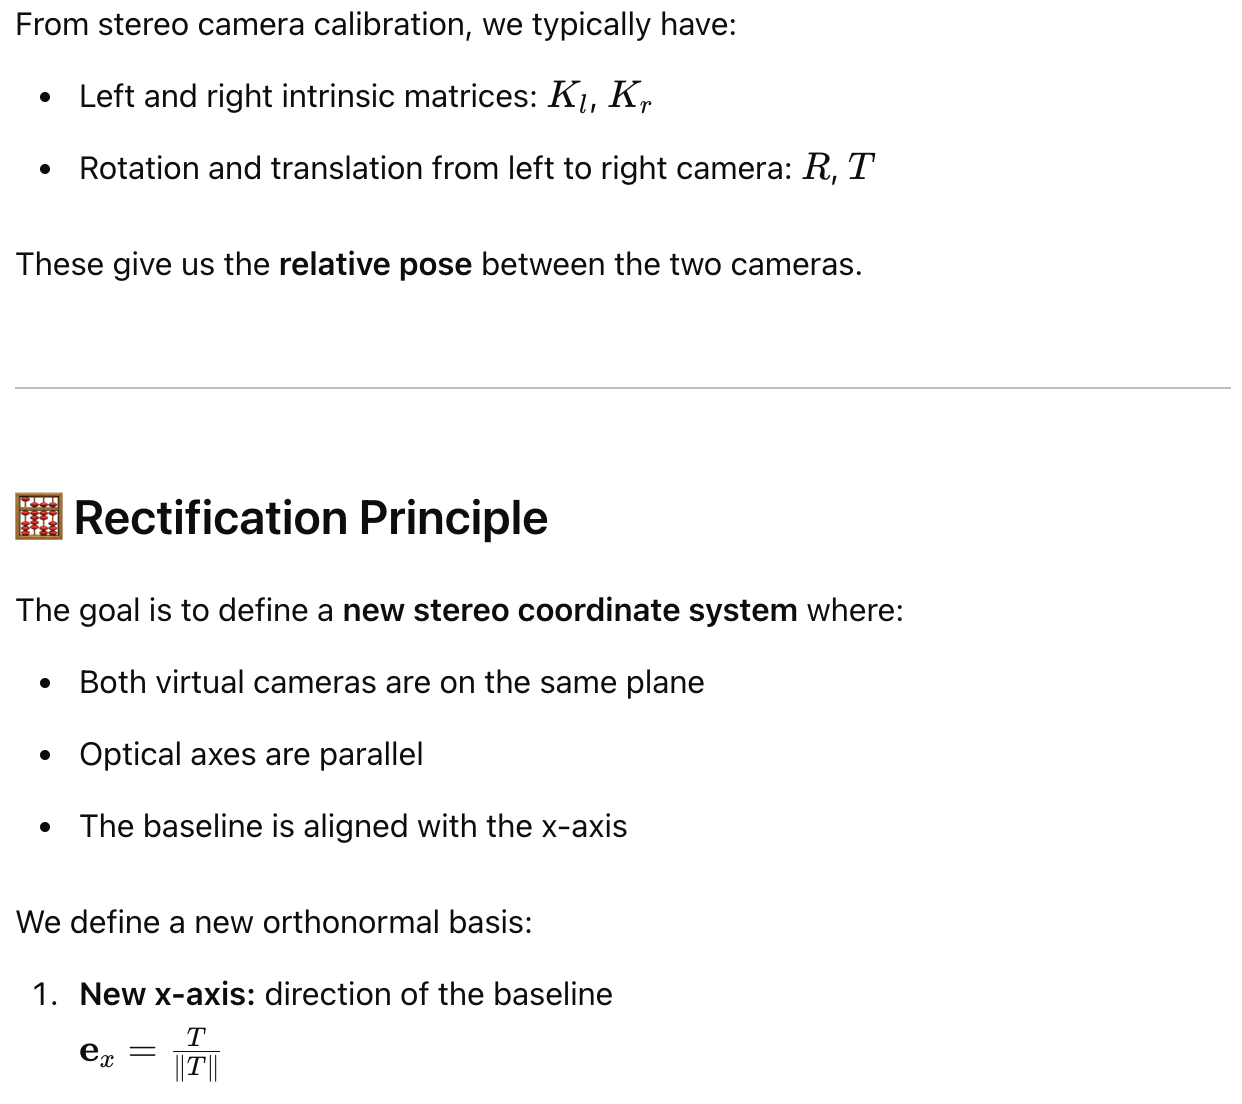 From stereo camera calibration, we typically have:
• Left and right intrinsic matrices: $K_l$, $K_r$
• Rotation and translation from left to right camera: $R, T$
These give us the relative pose between the two cameras.
🧮 Rectification Principle
The goal is to define a new stereo coordinate system where:
• Both virtual cameras are on the same plane
• Optical axes are parallel
• The baseline is aligned with the x-axis
We define a new orthonormal basis:
1. New x-axis: direction of the baseline
$\mathbf{e}_x = \frac{T}{\|T\|}$